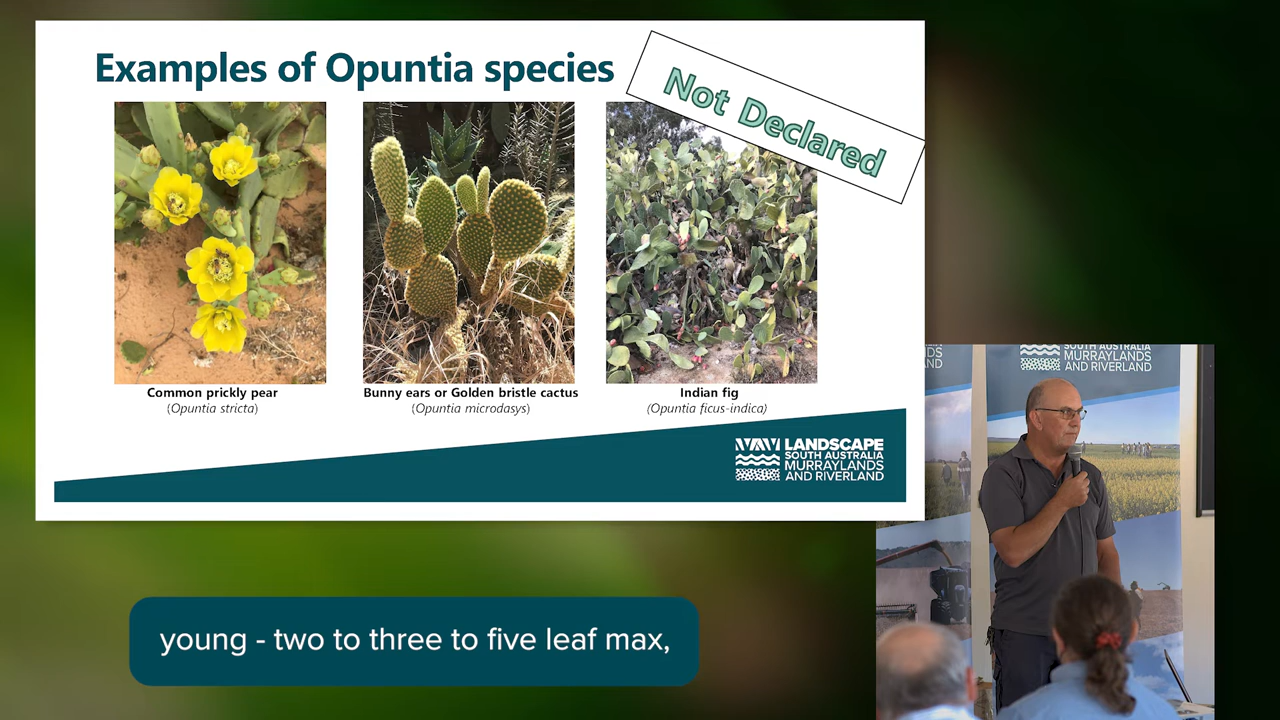 Examples of Opuntia species
Not Declared
Common prickly pear
(Opuntia stricta)
Bunny ears or Golden bristle cactus
(Opuntia microdasys)
Indian fig
(Opuntia ficus-indica)
LANDSCAPE
SOUTH AUSTRALIA
MURRAYLANDS
AND RIVERLAND
SOUTH AUSTRALIA
MURRAYLANDS
AND RIVERLAND
NDS
AND
young - two to three to five leaf max,